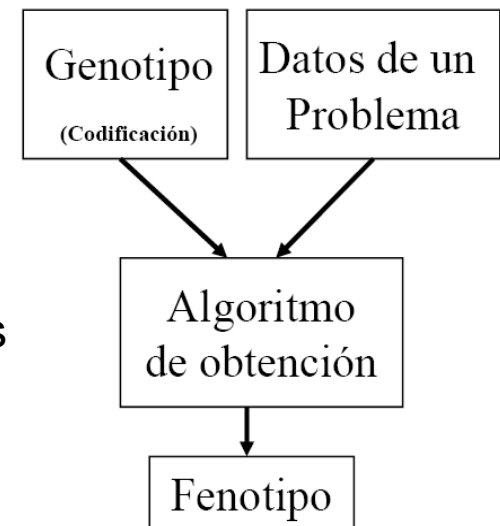 Genotipo
(Codificación)
Datos de un
Problema
s
Algoritmo
de obtención
Fenotipo